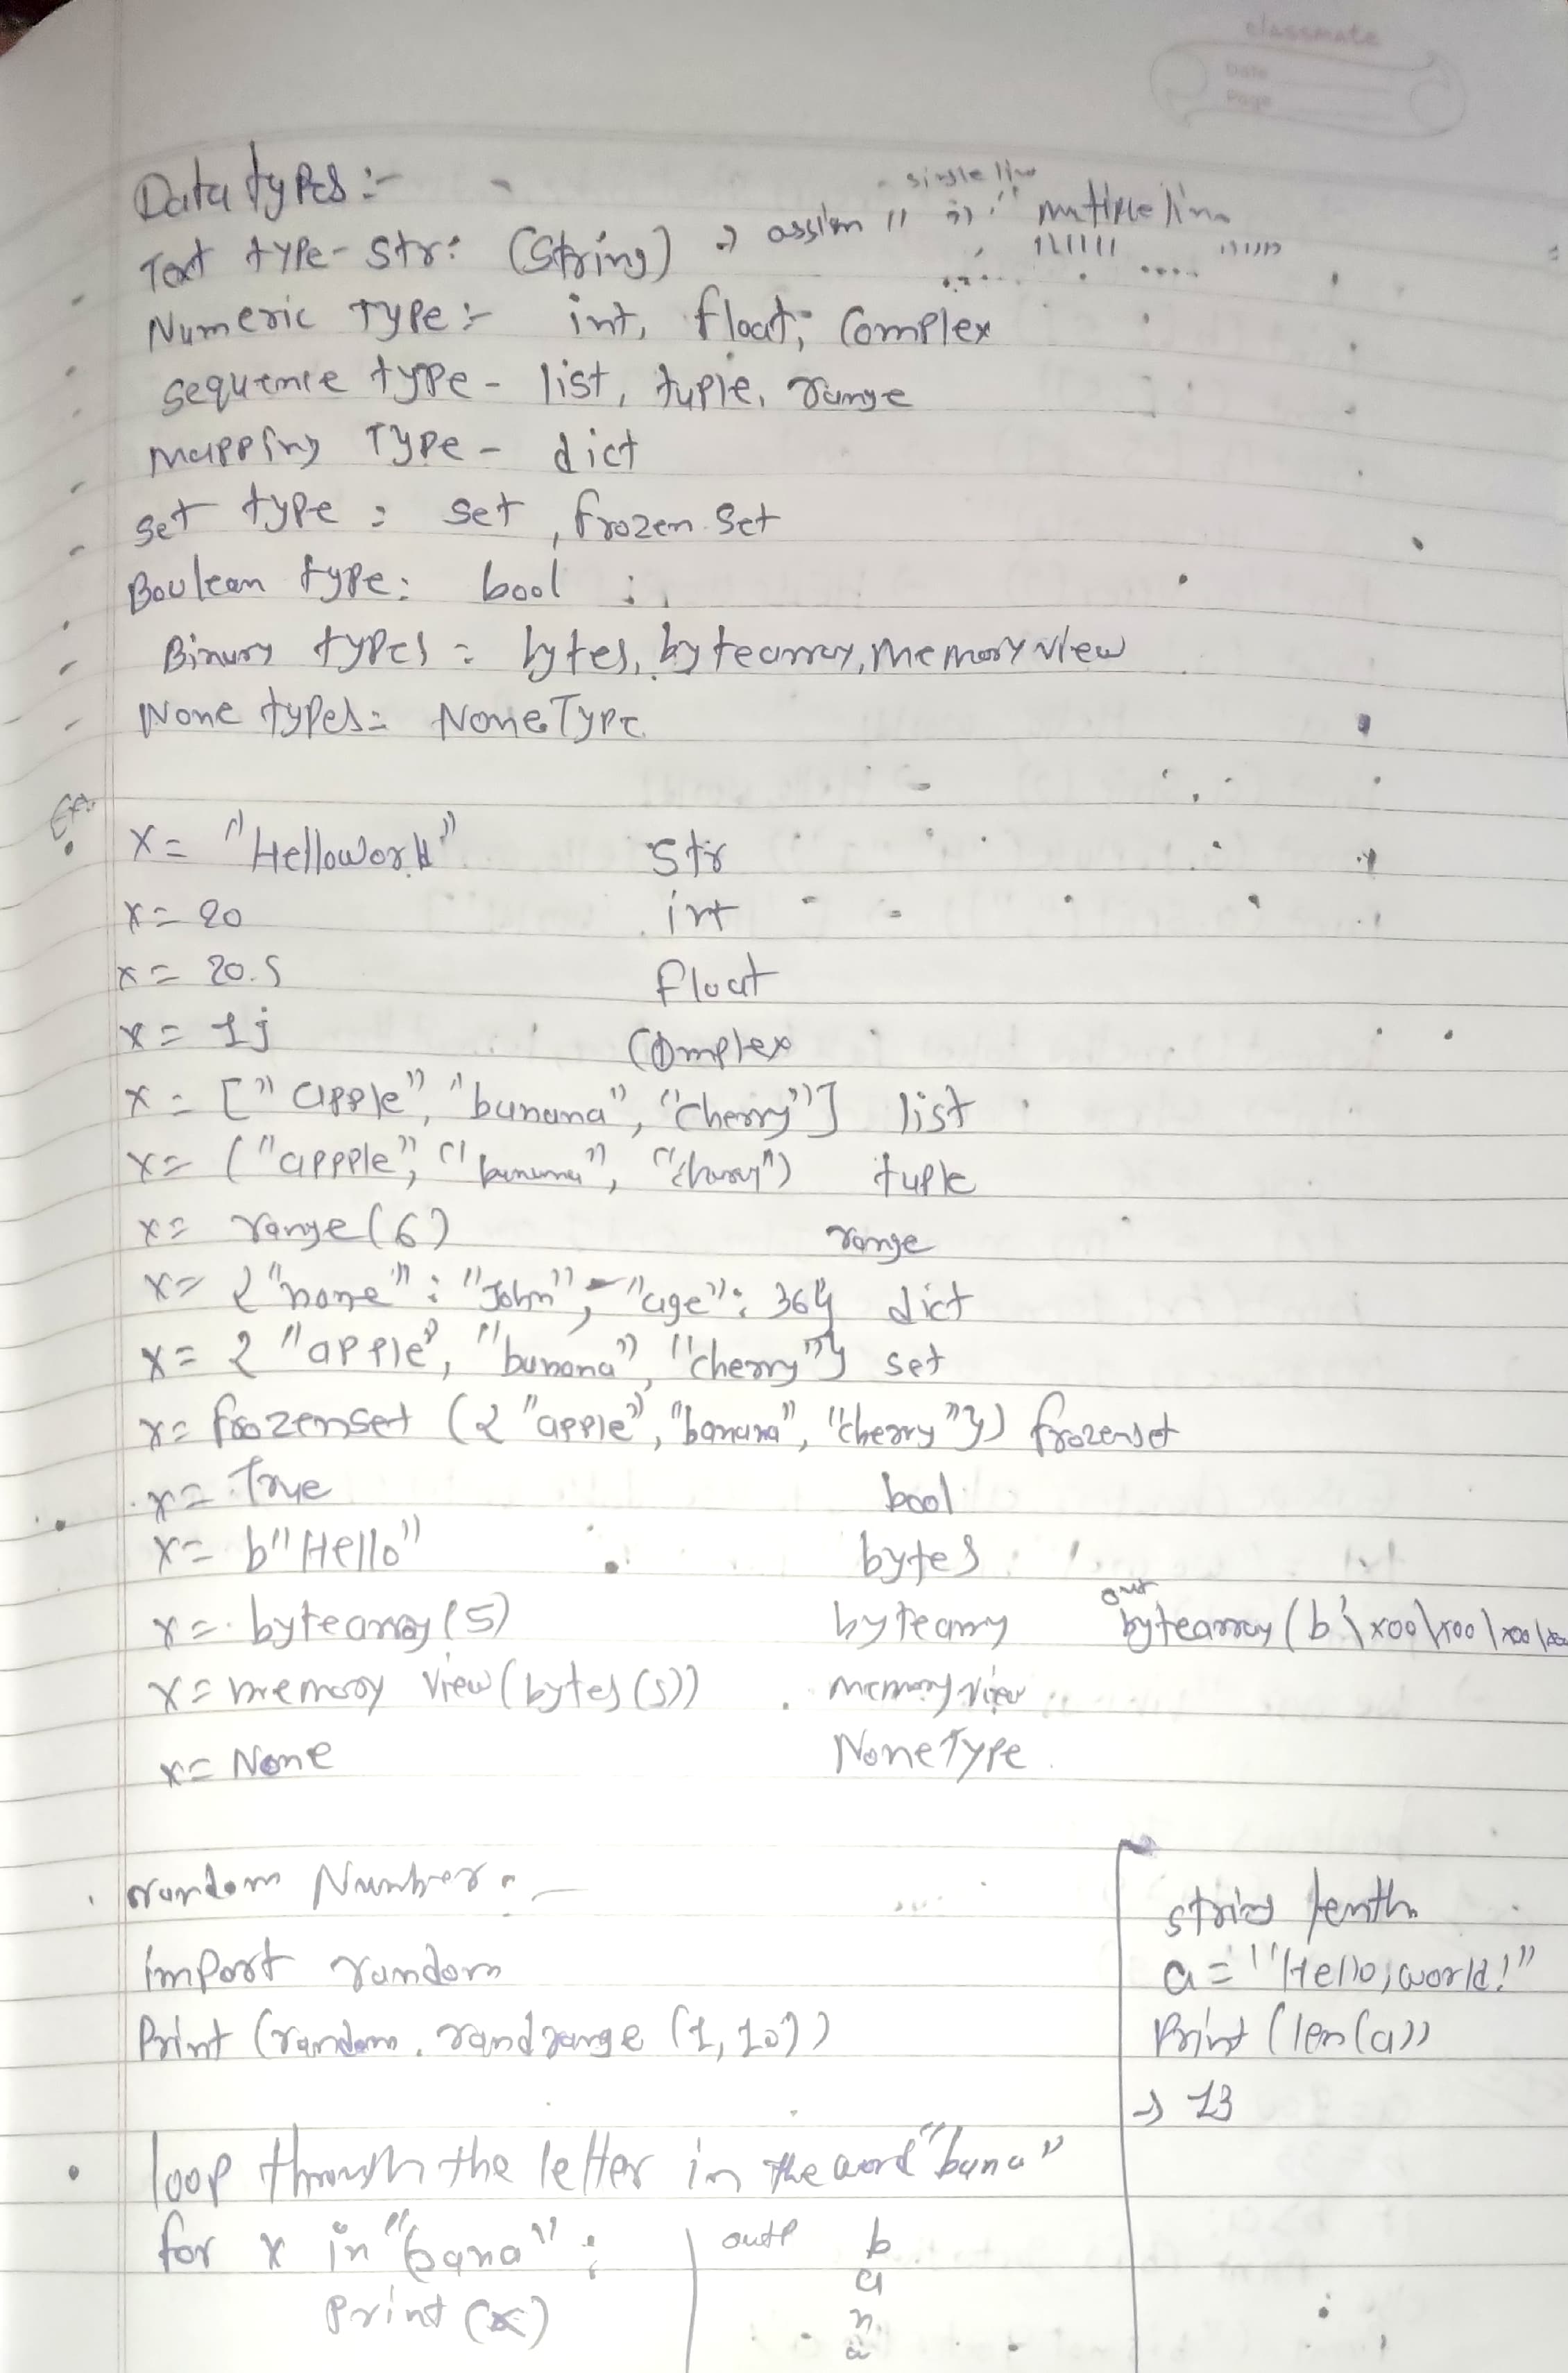 classmate
Date
Page
Data types :-
single line
Text type - str : (String) → assign " " ; " mutiple line
""" """
Numeric Type :- int, float, Complex
sequence type - list, tuple, range
mapping Type - dict
set type : set, frozen set
Boolean type : bool
Binary types : bytes, bytearray, memoryview
None types : NoneType
Ex.
x = "Helloworld" str
x = 20 int
x = 20.5 float
x = 1j Complex
x = ["apple", "banana", "cherry"] list
x = ("appple", "banana", "cherry") tuple
x = range(6) range
x = {"name" : "John", "age" : 36} dict
x = {"apple", "banana", "cherry"} set
x = frozenset ({"apple", "banana", "cherry"}) frozenset
x = True bool
x = b"Hello" bytes
out
x = bytearray(5) bytearray bytearray (b'\x00\x00\x00\x00
x = memory view (bytes(5)) memory view
x = None NoneType
random Number :-
import random
Print (random.randrange (1,10))
loop through the letter in the word "bana"
for x in "bana" :
print (x)
outp b
a
n
a
string lenth
a = "Hello, world!"
Print (len(a))
→ 13